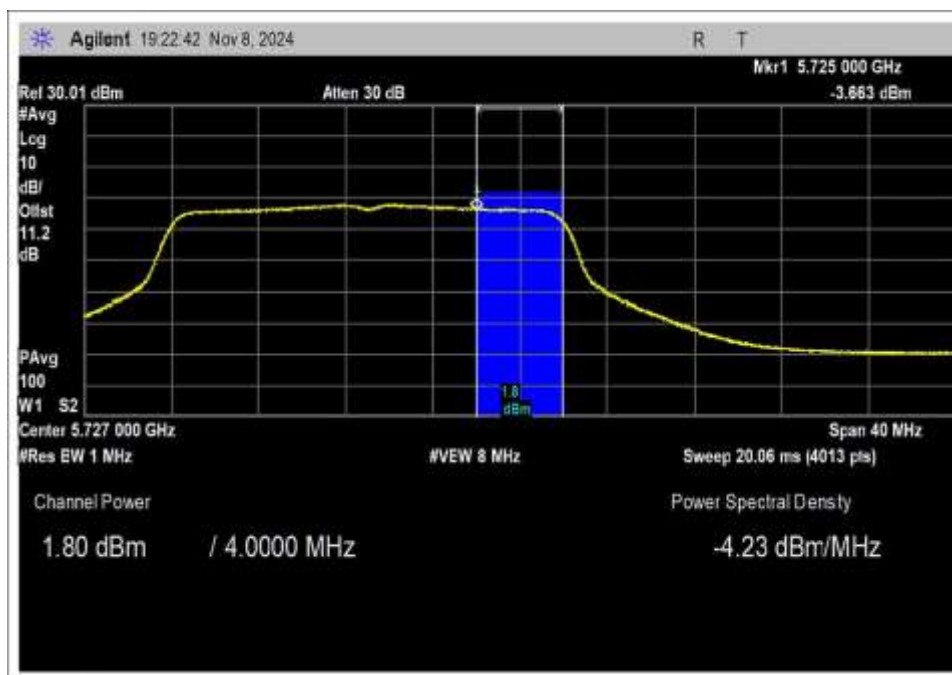 Agilent 19:22:42 Nov 8, 2024 R T
Mkr1 5.725 000 GHz
Ref 30.01 dBm Atten 30 dB -3.663 dBm
#Avg
Log
10
dB/
Offst
11.2
dB
1.8
dBm
PAvg
100
W1 S2
Center 5.727 000 GHz Span 40 MHz
#Res BW 1 MHz #VBW 8 MHz Sweep 20.06 ms (4013 pts)
Channel Power Power Spectral Density
1.80 dBm / 4.0000 MHz -4.23 dBm/MHz